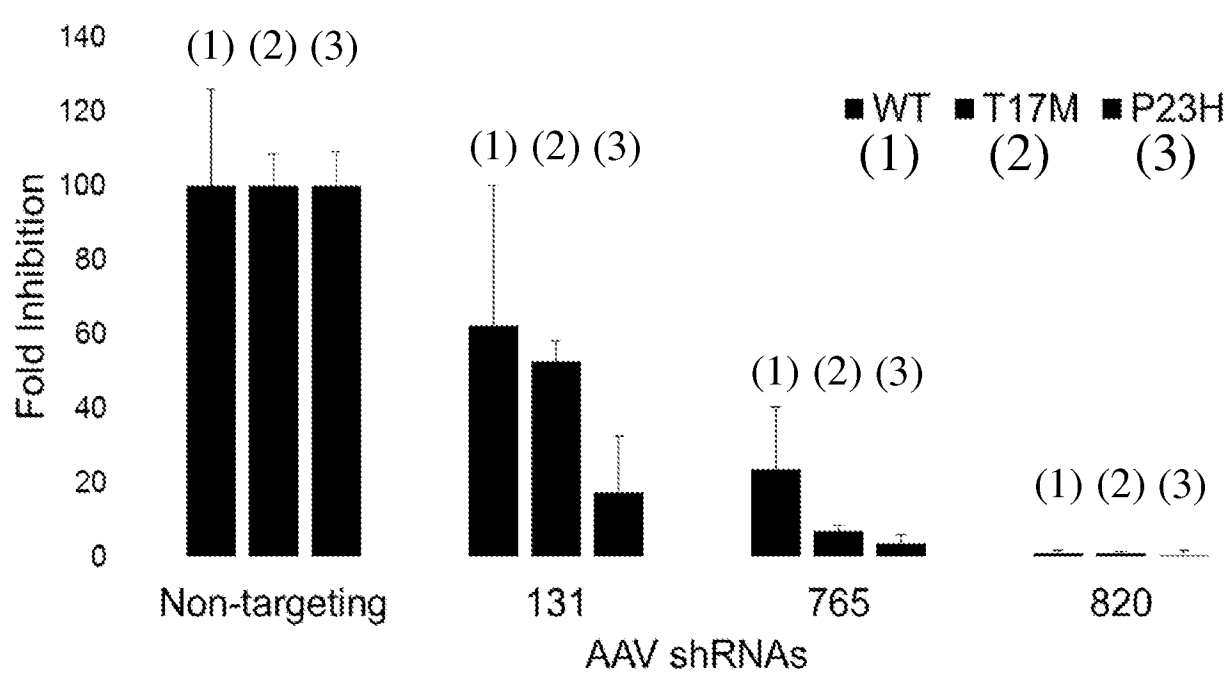 140
(1) (2) (3)
120
WT T17M P23H
(1) (2) (3)
(1) (2) (3)
100
80
60
40
(1) (2) (3)
20
(1) (2) (3)
0
Fold Inhibition
Non-targeting 131 765 820
AAV shRNAs